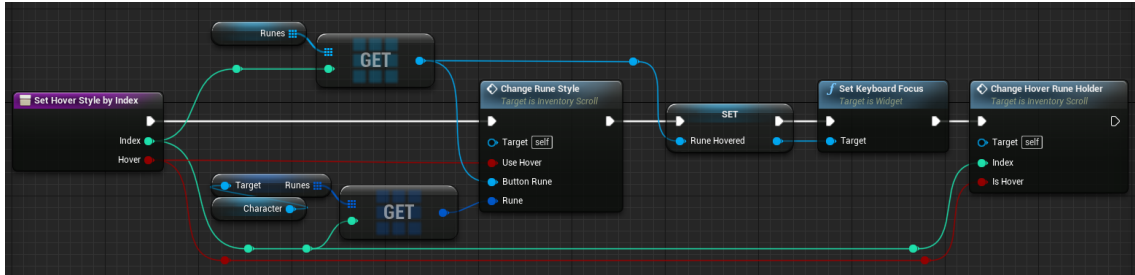 Runes
GET
Set Hover Style by Index
Index
Hover
Change Rune Style
Target is Inventory Scroll
Target self
Use Hover
Button Rune
Rune
SET
Rune Hovered
Set Keyboard Focus
Target is Widget
Target
Change Hover Rune Holder
Target is Inventory Scroll
Target self
Index
Is Hover
Target Runes
Character
GET